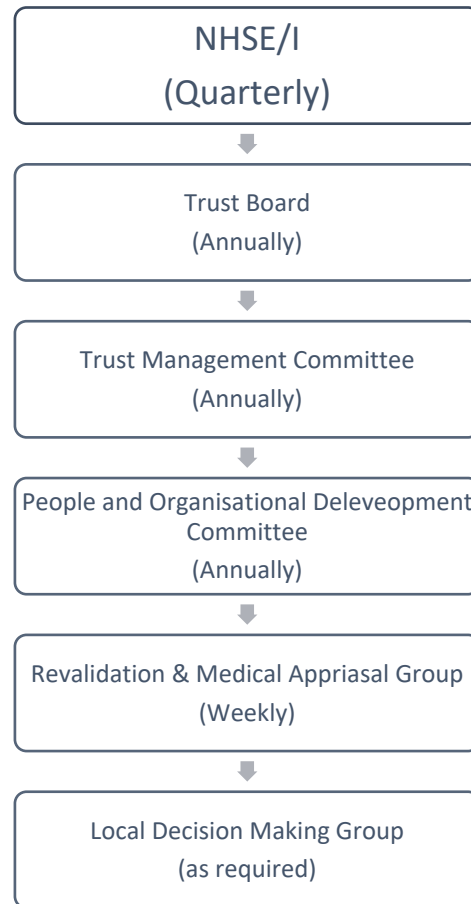 NHSE/I
(Quarterly)
Trust Board
(Annually)
Trust Management Committee
(Annually)
People and Organisational Deleveopment
Committee
(Annually)
Revalidation & Medical Appriasal Group
(Weekly)
Local Decision Making Group
(as required)